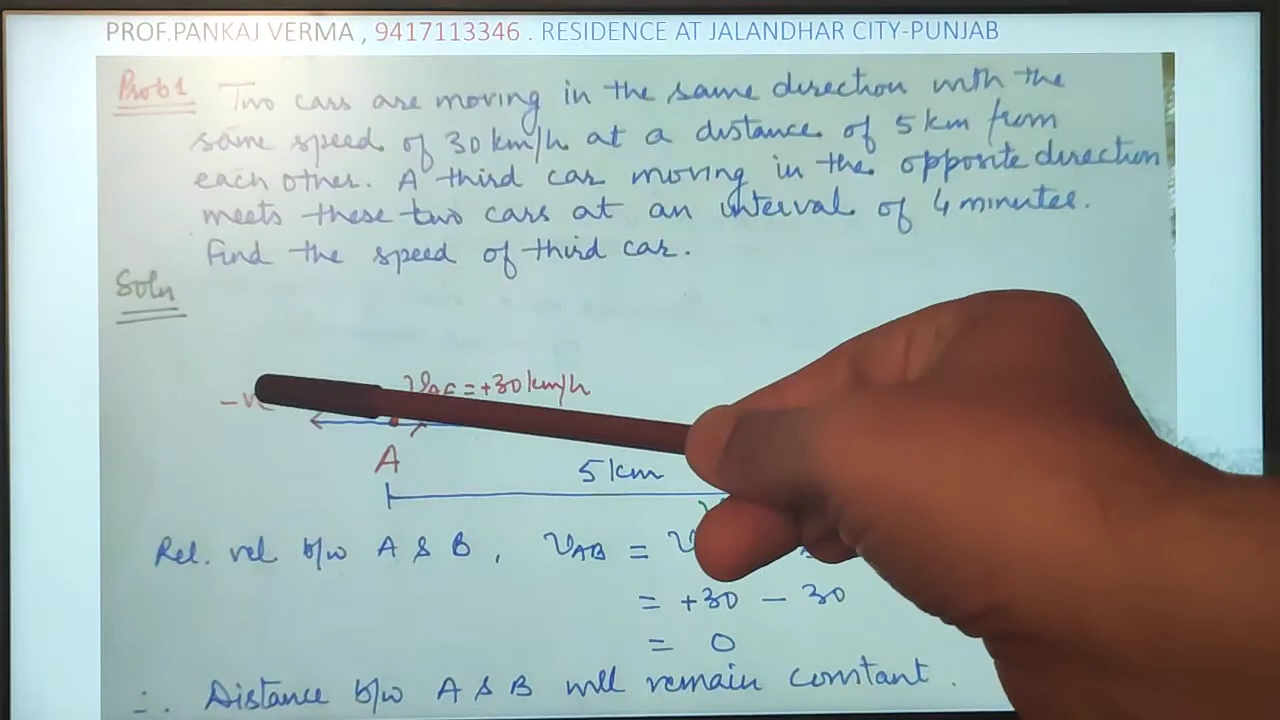 PROF.PANKAJ VERMA , 9417113346 . RESIDENCE AT JALANDHAR CITY-PUNJAB
Prob 1 Two cars are moving in the same direction with the
same speed of 30 km/h at a distance of 5 km from
each other. A third car moving in the opposite direction
meets these two cars at an interval of 4 minutes.
Find the speed of third car.
Soln
= +30 km/h
A
5 km
Rel. vel b/w A & B , VAB =
= +30 - 30
= 0
∴ Distance b/w A & B will remain constant .